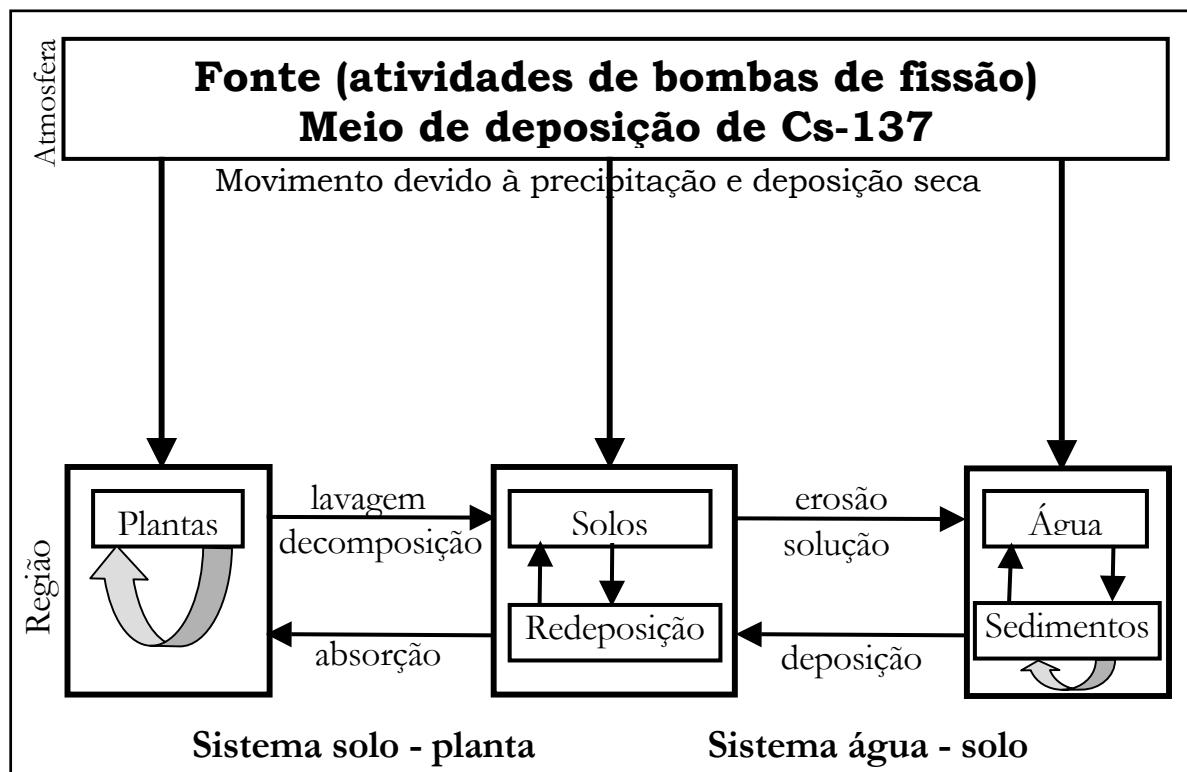 Atmosfera
Fonte (atividades de bombas de fissão)
Meio de deposição de Cs-137
Movimento devido à precipitação e deposição seca
Região
Plantas
lavagem
decomposição
absorção
Solos
Redeposição
erosão
solução
deposição
Água
Sedimentos
Sistema solo - planta
Sistema água - solo